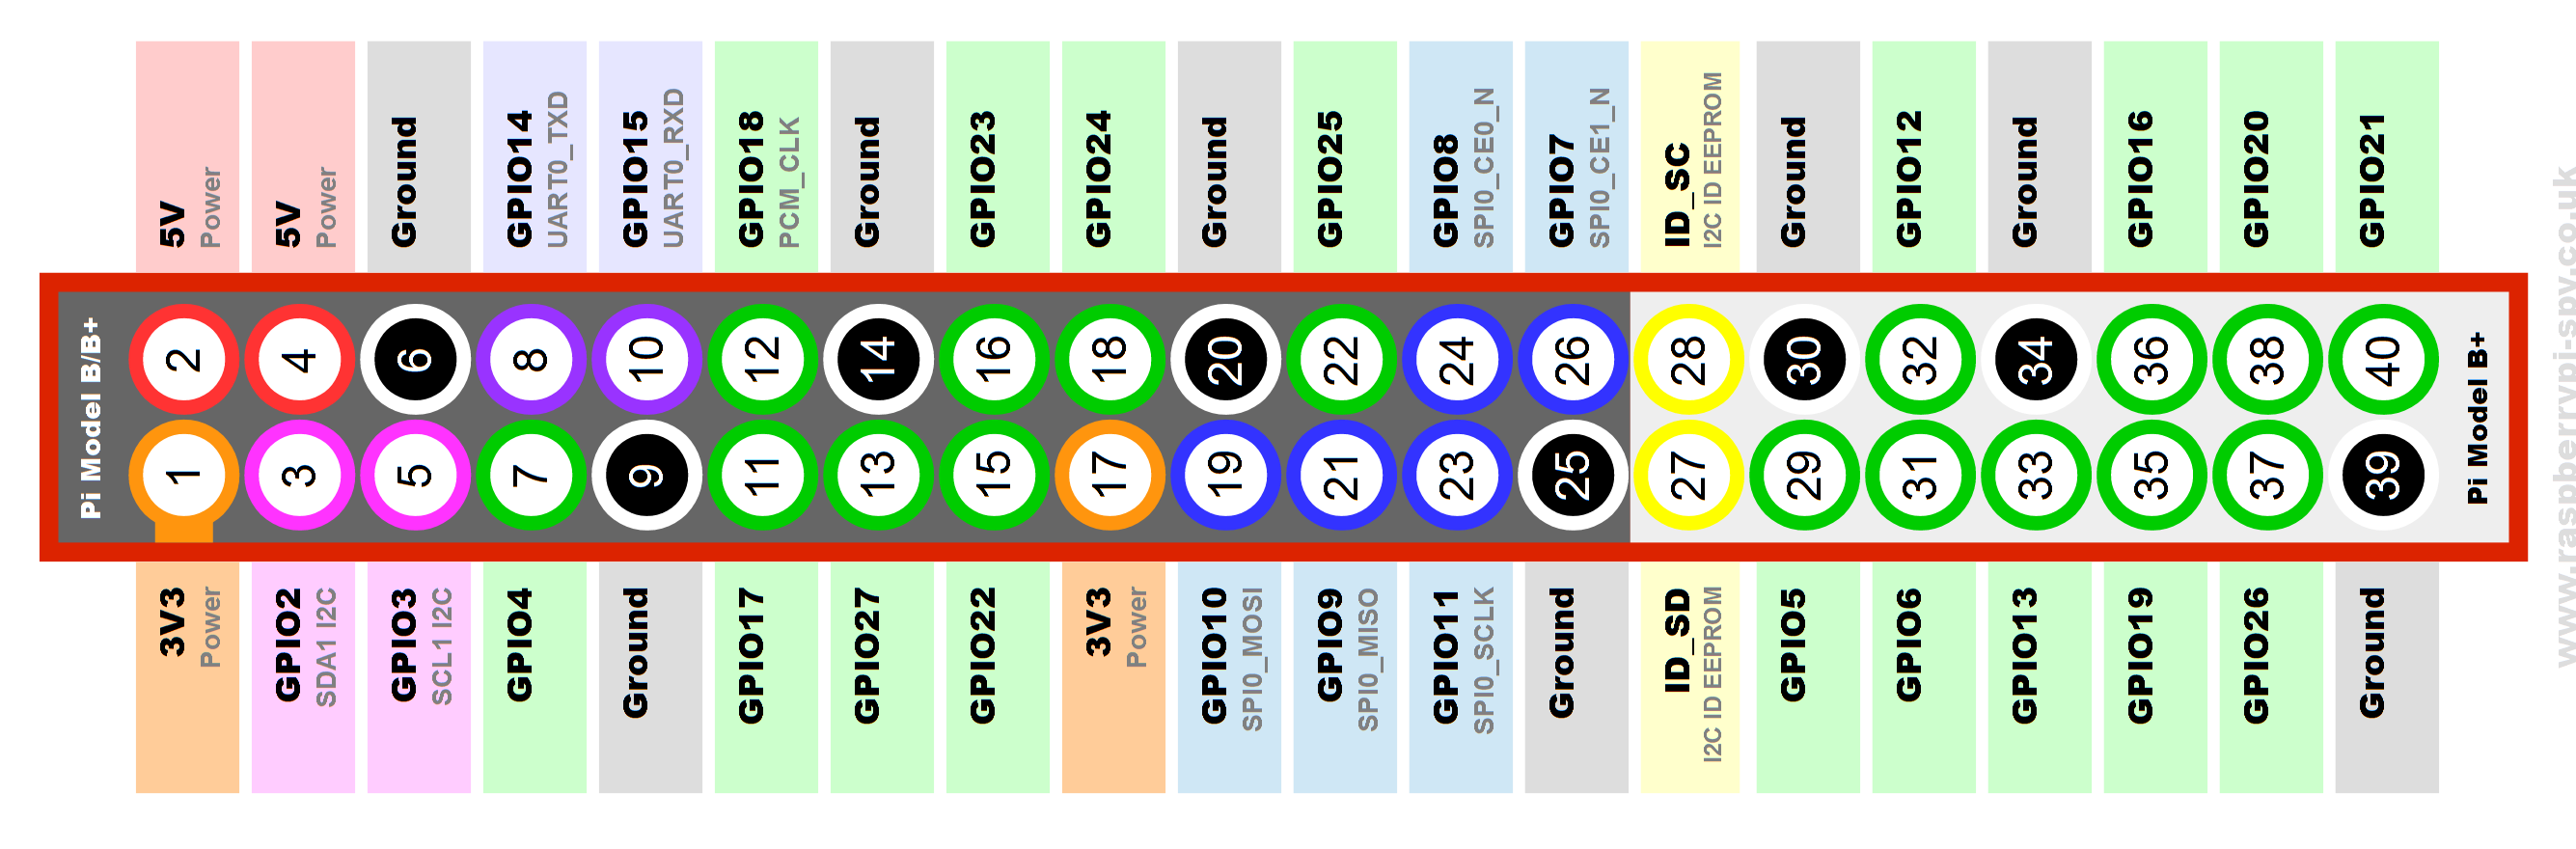 5V
Power
5V
Power
Ground
GPIO14
UART0_TXD
GPIO15
UART0_RXD
GPIO18
PCM_CLK
Ground
GPIO23
GPIO24
Ground
GPIO25
GPIO8
SPI0_CE0_N
GPIO7
SPI0_CE1_N
ID_SC
I2C ID EEPROM
Ground
GPIO12
Ground
GPIO16
GPIO20
GPIO21
Pi Model B/B+
2 4 6 8 10 12 14 16 18 20 22 24 26 28 30 32 34 36 38 40
1 3 5 7 9 11 13 15 17 19 21 23 25 27 29 31 33 35 37 39
Pi Model B+
3V3
Power
GPIO2
SDA1 I2C
GPIO3
SCL1 I2C
GPIO4
Ground
GPIO17
GPIO27
GPIO22
3V3
Power
GPIO10
SPI0_MOSI
GPIO9
SPI0_MISO
GPIO11
SPI0_SCLK
Ground
ID_SD
I2C ID EEPROM
GPIO5
GPIO6
GPIO13
GPIO19
GPIO26
Ground
www.raspberrypi-spy.co.uk